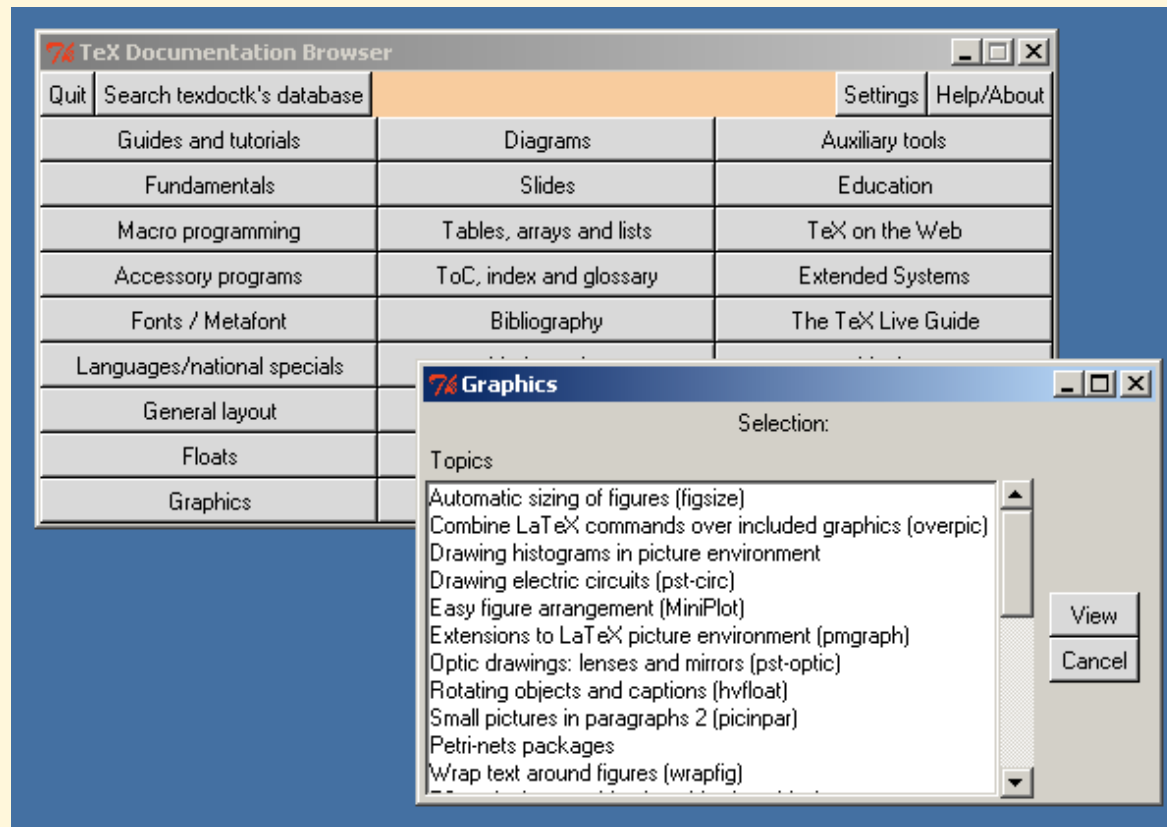 TeX Documentation Browser
Quit Search texdoctk's database Settings Help/About
Guides and tutorials Diagrams Auxiliary tools
Fundamentals Slides Education
Macro programming Tables, arrays and lists TeX on the Web
Accessory programs ToC, index and glossary Extended Systems
Fonts / Metafont Bibliography The TeX Live Guide
Languages/national specials
General layout
Floats
Graphics
Graphics
Selection:
Topics
Automatic sizing of figures (figsize)
Combine LaTeX commands over included graphics (overpic)
Drawing histograms in picture environment
Drawing electric circuits (pst-circ)
Easy figure arrangement (MiniPlot)
Extensions to LaTeX picture environment (pmgraph)
Optic drawings: lenses and mirrors (pst-optic)
Rotating objects and captions (hvfloat)
Small pictures in paragraphs 2 (picinpar)
Petri-nets packages
Wrap text around figures (wrapfig)
View
Cancel